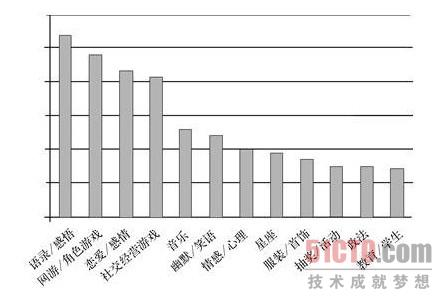 语录/感悟
网游/角色游戏
恋爱/感情
社交经营游戏
音乐
幽默/笑话
情感/心理
星座
服装/首饰
抽奖/活动
教育/学生
51CTO.com
技术成就梦想